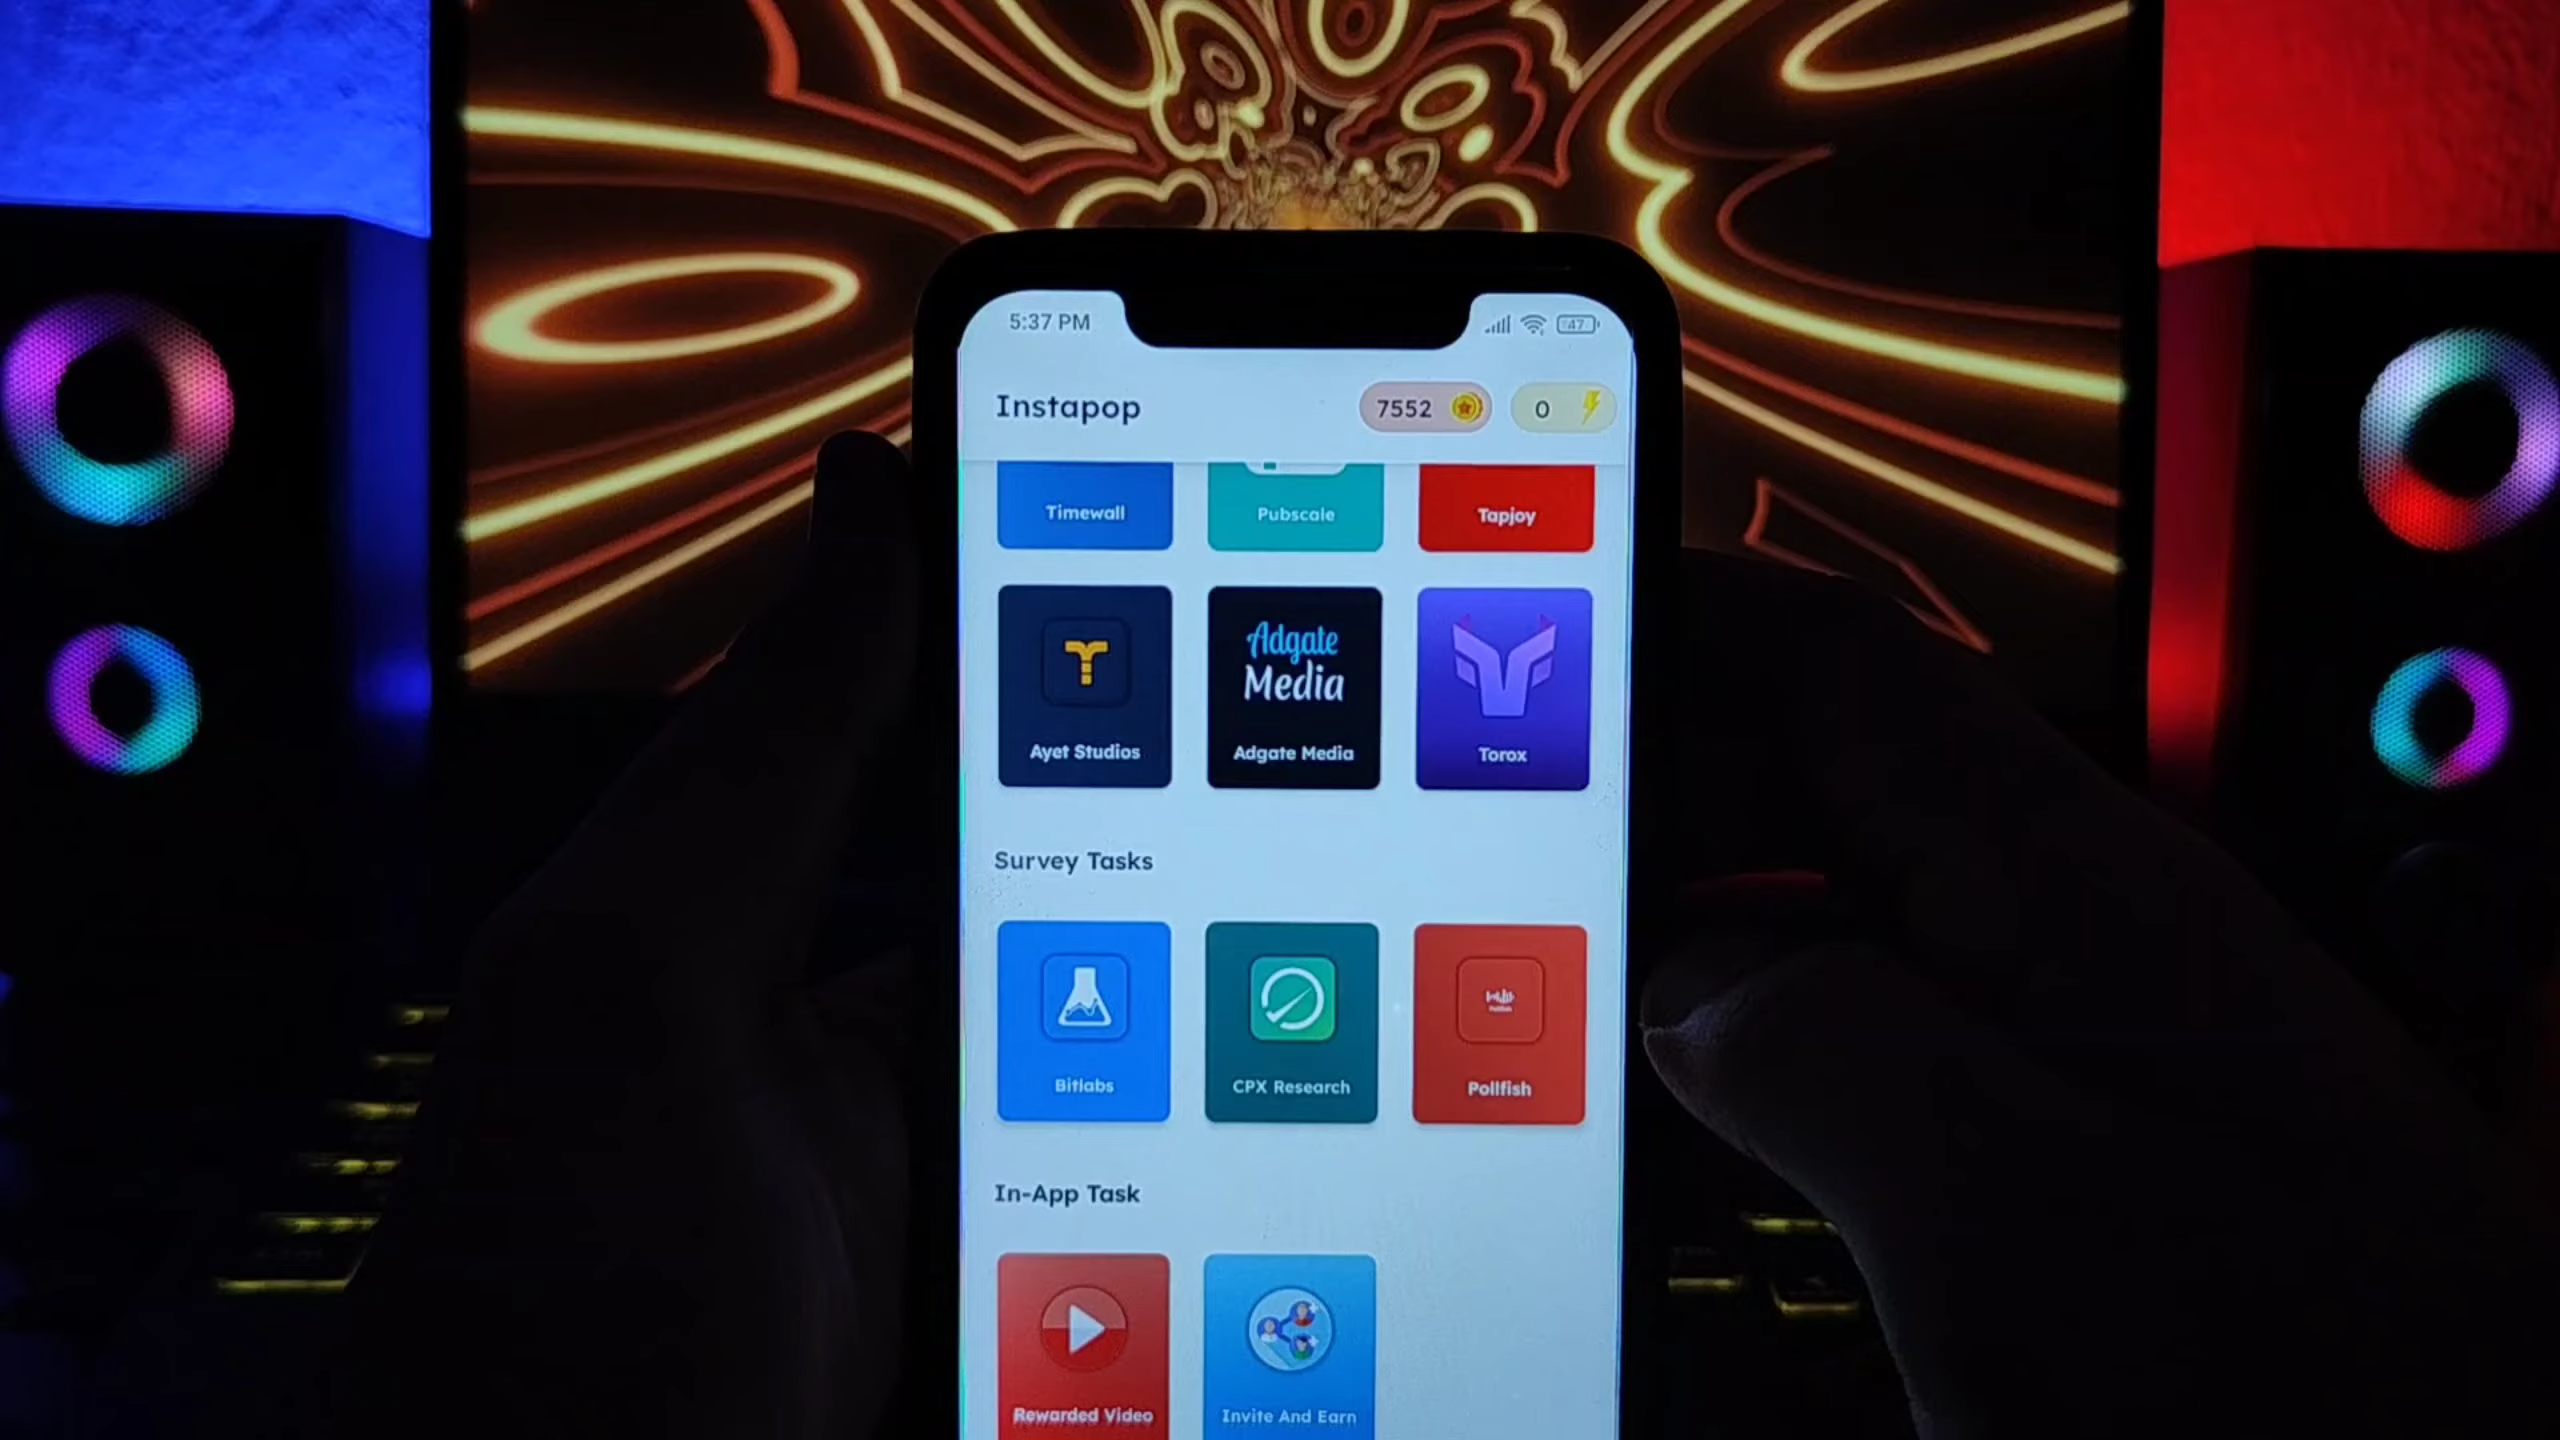 5:37 PM
47
Instapop
7552
0
Timewall
Pubscale
Tapjoy
Adgate
Media
Ayet Studios
Adgate Media
Torox
Survey Tasks
Bitlabs
CPX Research
Pollfish
In-App Task
Rewarded Video
Invite And Earn